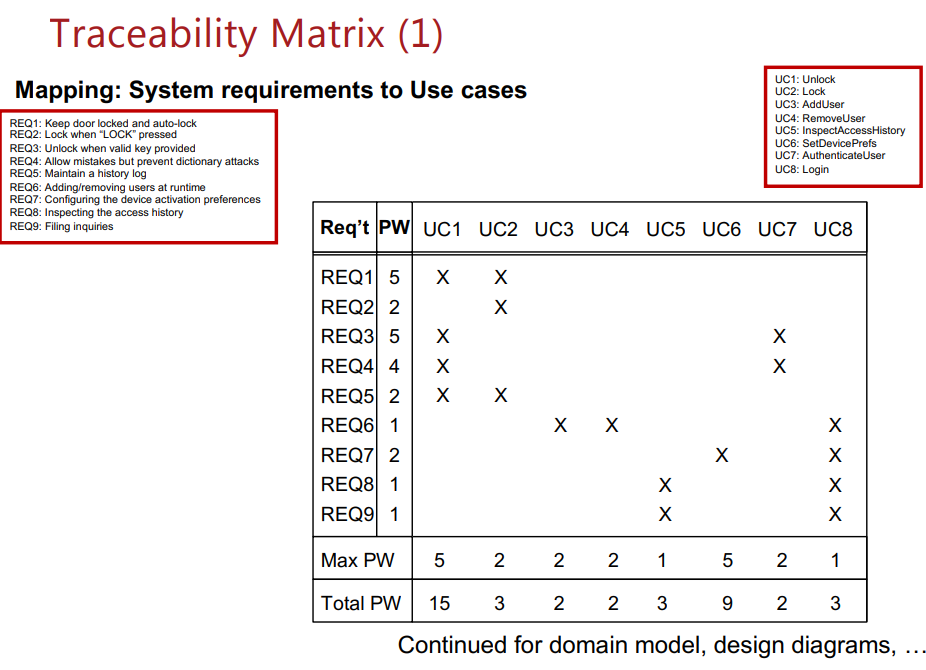 Traceability Matrix (1)
Mapping: System requirements to Use cases
REQ1: Keep door locked and auto-lock
REQ2: Lock when “LOCK” pressed
REQ3: Unlock when valid key provided
REQ4: Allow mistakes but prevent dictionary attacks
REQ5: Maintain a history log
REQ6: Adding/removing users at runtime
REQ7: Configuring the device activation preferences
REQ8: Inspecting the access history
REQ9: Filing inquiries
UC1: Unlock
UC2: Lock
UC3: AddUser
UC4: RemoveUser
UC5: InspectAccessHistory
UC6: SetDevicePrefs
UC7: AuthenticateUser
UC8: Login
Req’t PW UC1 UC2 UC3 UC4 UC5 UC6 UC7 UC8
REQ1 5 X X
REQ2 2 X
REQ3 5 X X
REQ4 4 X X
REQ5 2 X X
REQ6 1 X X X
REQ7 2 X X
REQ8 1 X X
REQ9 1 X X
Max PW 5 2 2 2 1 5 2 1
Total PW 15 3 2 2 3 9 2 3
Continued for domain model, design diagrams, …